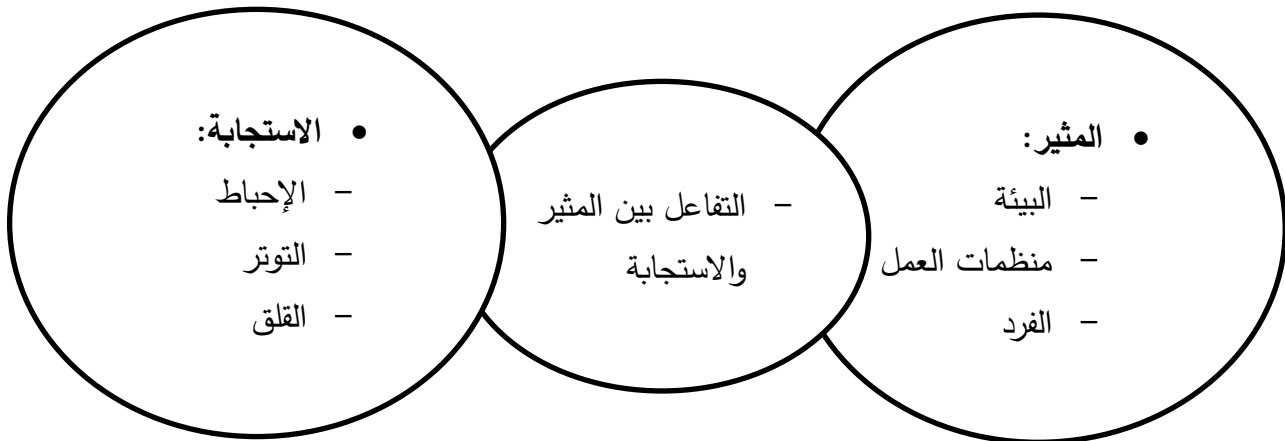 • المثير:
– البيئة
– منظمات العمل
– الفرد
– التفاعل بين المثير
والاستجابة
• الاستجابة:
– الإحباط
– التوتر
– القلق